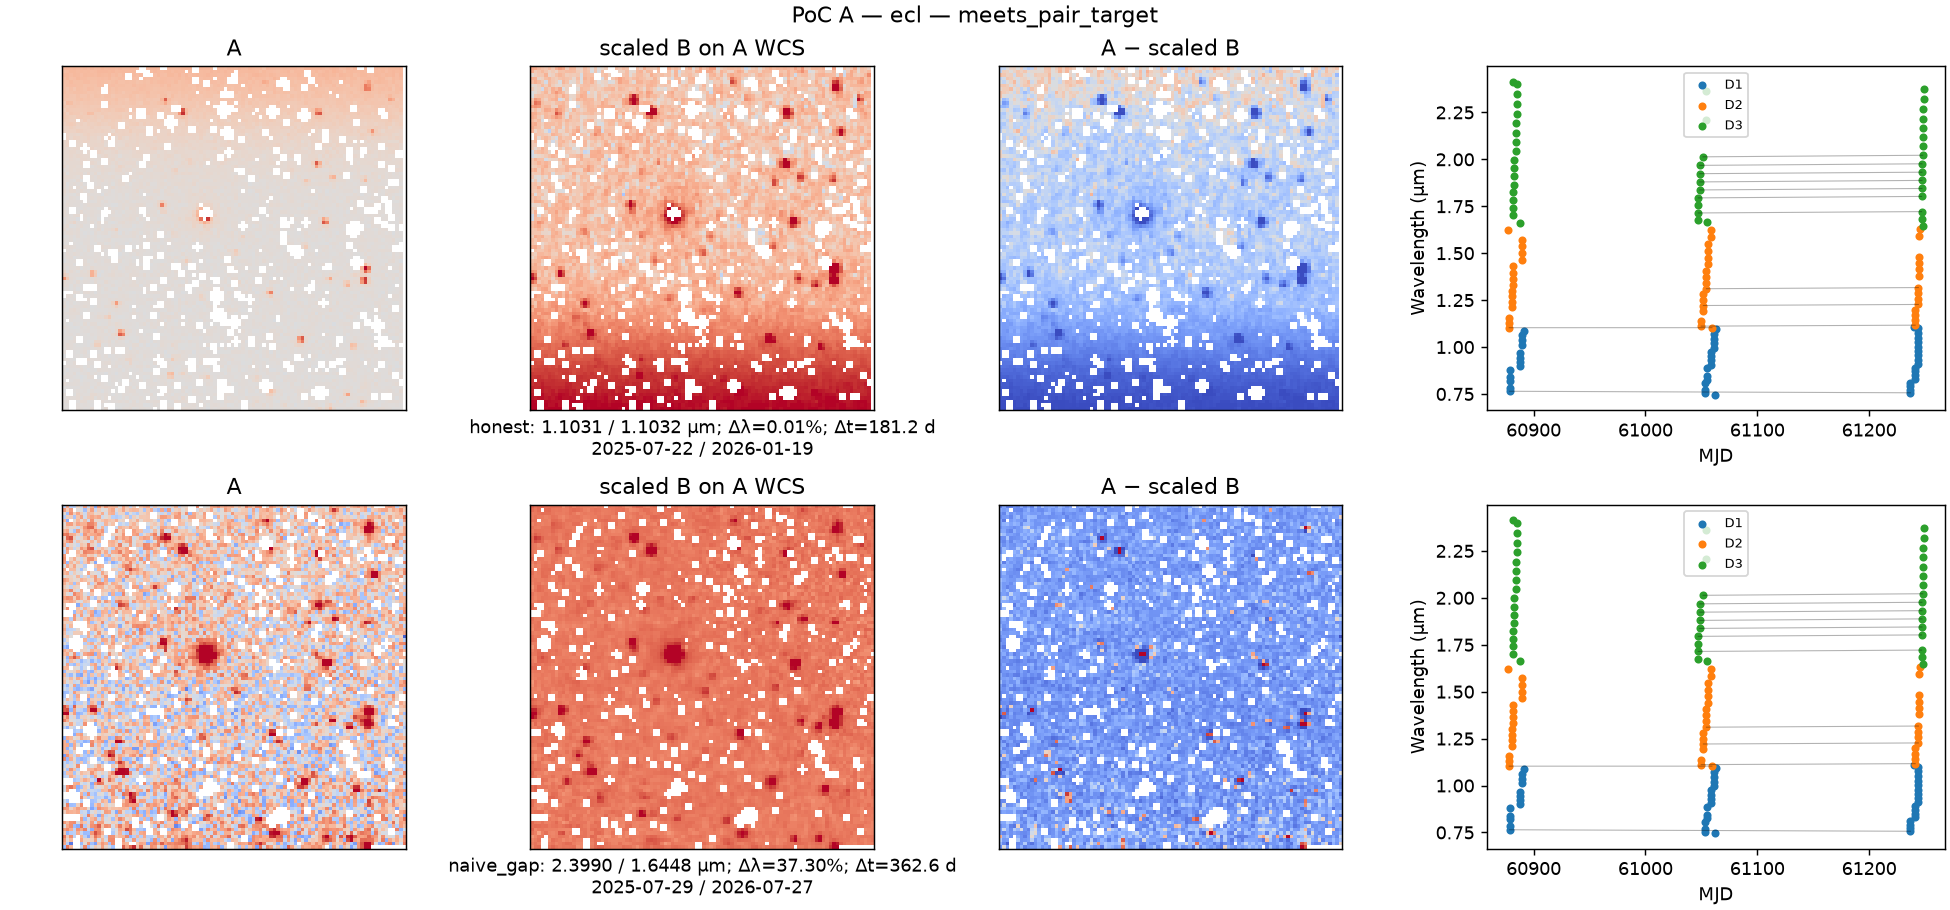 PoC A — ecl — meets_pair_target
A
scaled B on A WCS
A − scaled B
D1
D2
D3
Wavelength (μm)
2.25
2.00
1.75
1.50
1.25
1.00
0.75
60900
61000
61100
61200
MJD
honest: 1.1031 / 1.1032 μm; Δλ=0.01%; Δt=181.2 d
2025-07-22 / 2026-01-19
A
scaled B on A WCS
A − scaled B
D1
D2
D3
Wavelength (μm)
2.25
2.00
1.75
1.50
1.25
1.00
0.75
60900
61000
61100
61200
MJD
naive_gap: 2.3990 / 1.6448 μm; Δλ=37.30%; Δt=362.6 d
2025-07-29 / 2026-07-27